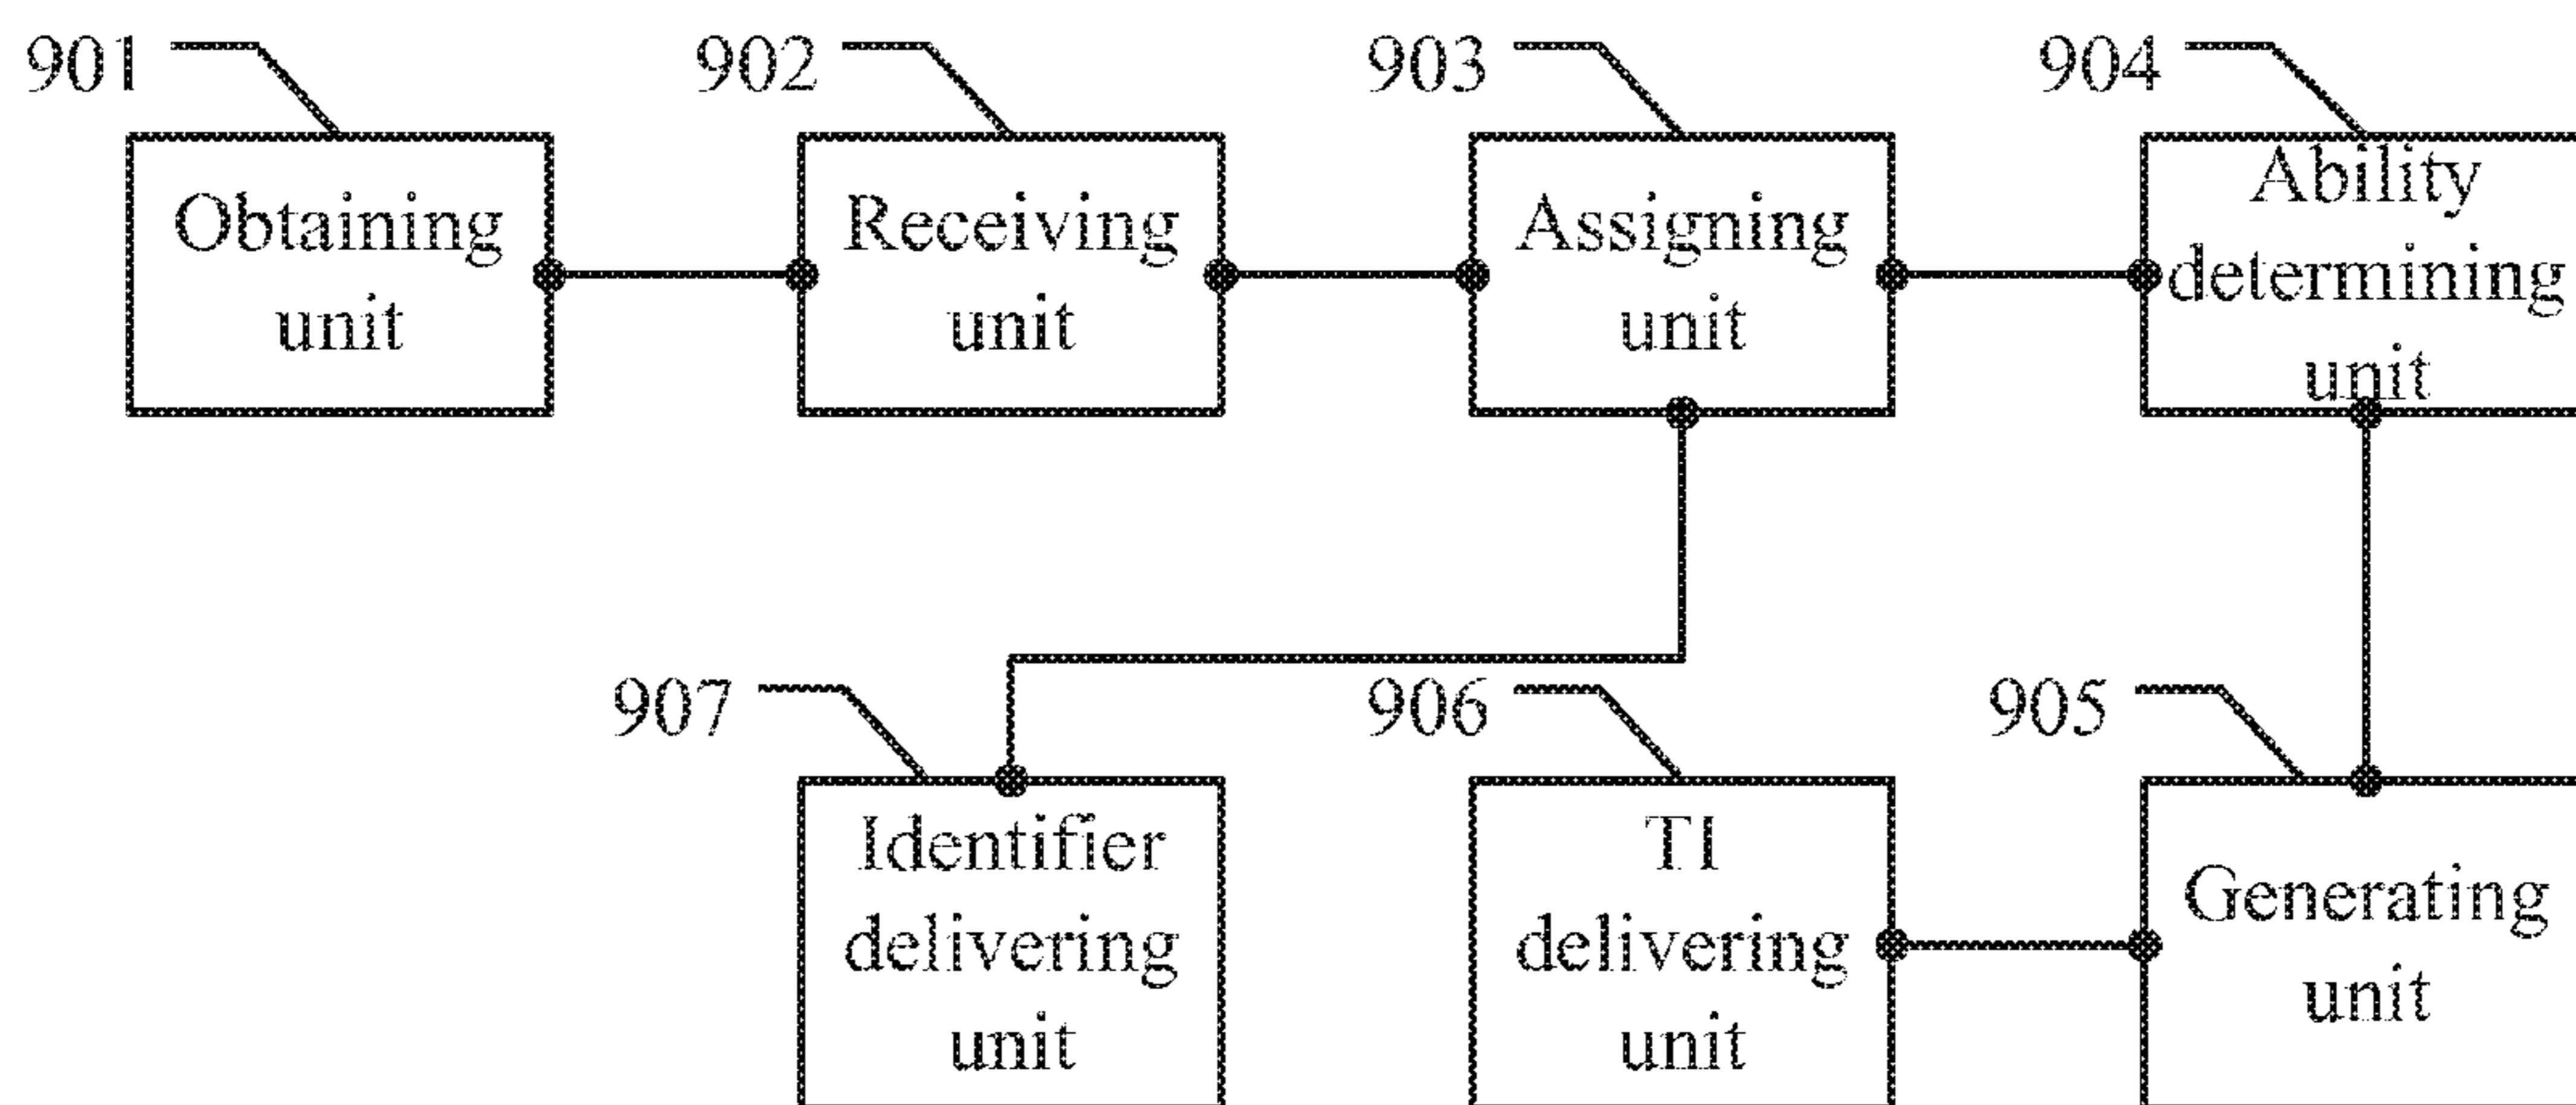 901
Obtaining
unit
902
Receiving
unit
903
Assigning
unit
904
Ability
determining
unit
907
Identifier
delivering
unit
906
TI
delivering
unit
905
Generating
unit